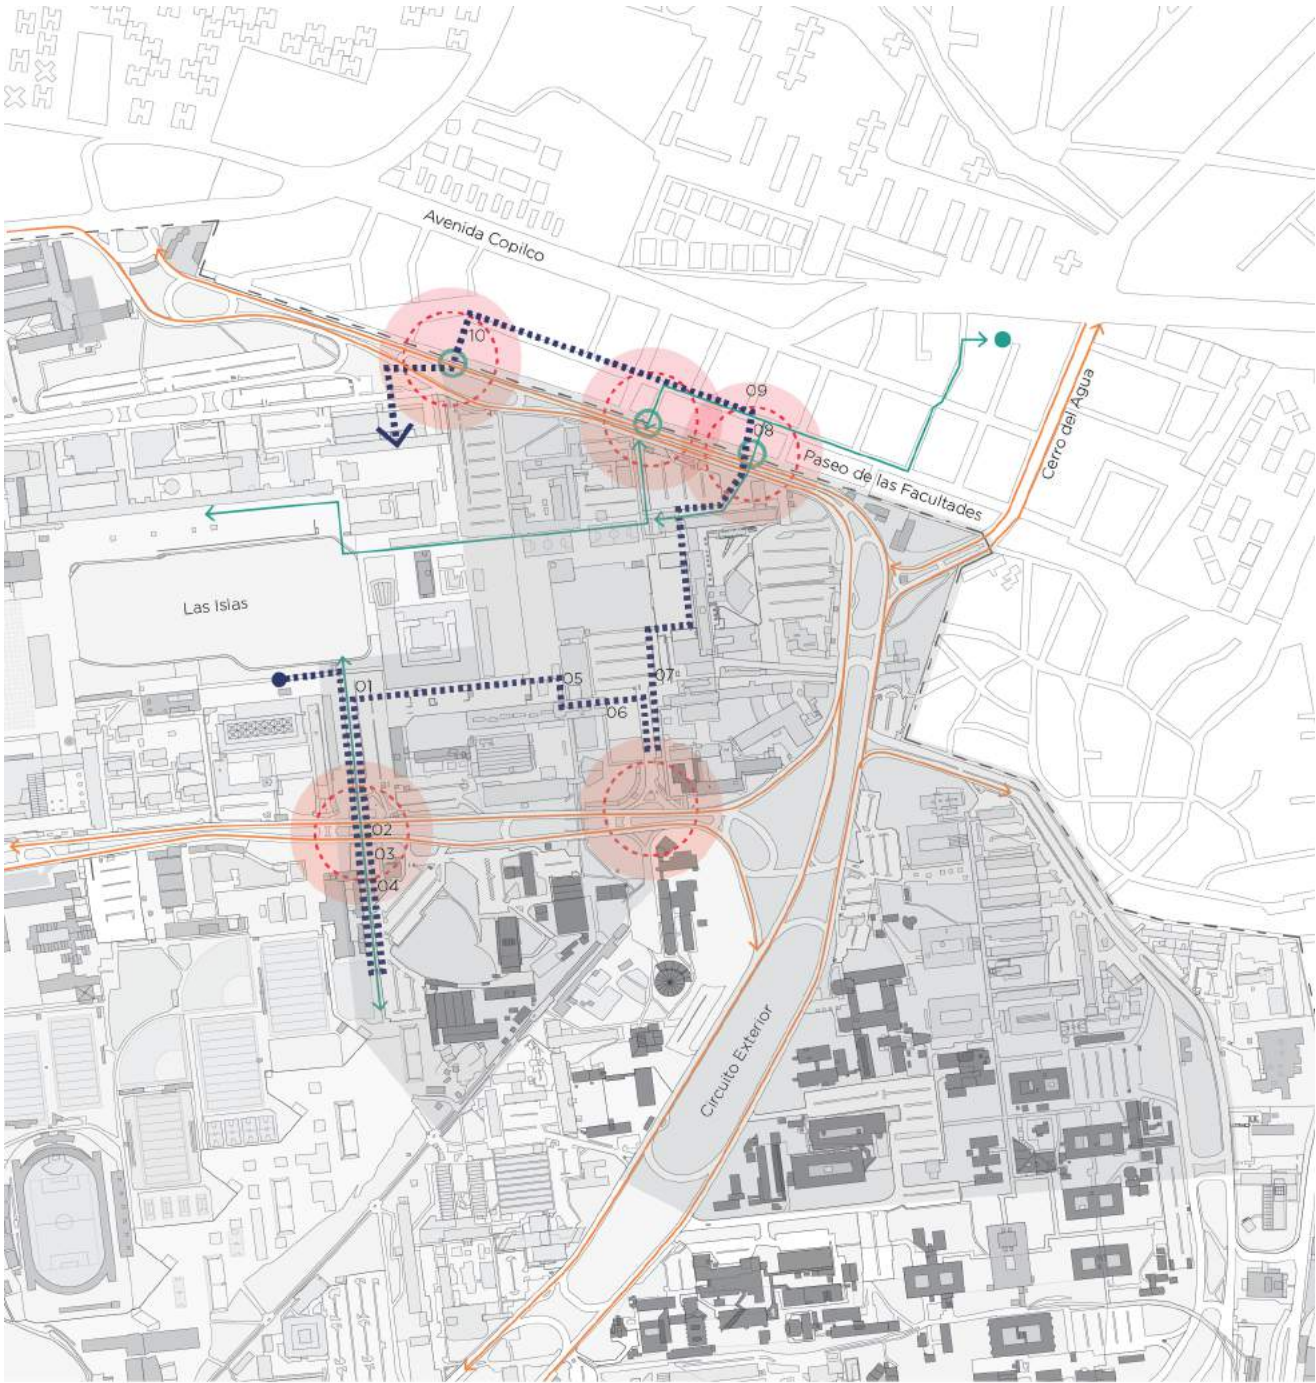 Avenida Copilco
10
09
08
Cerro del Agua
Paseo de las Facultades
Las Islas
01
05
07
06
02
03
04
Circuito Exterior